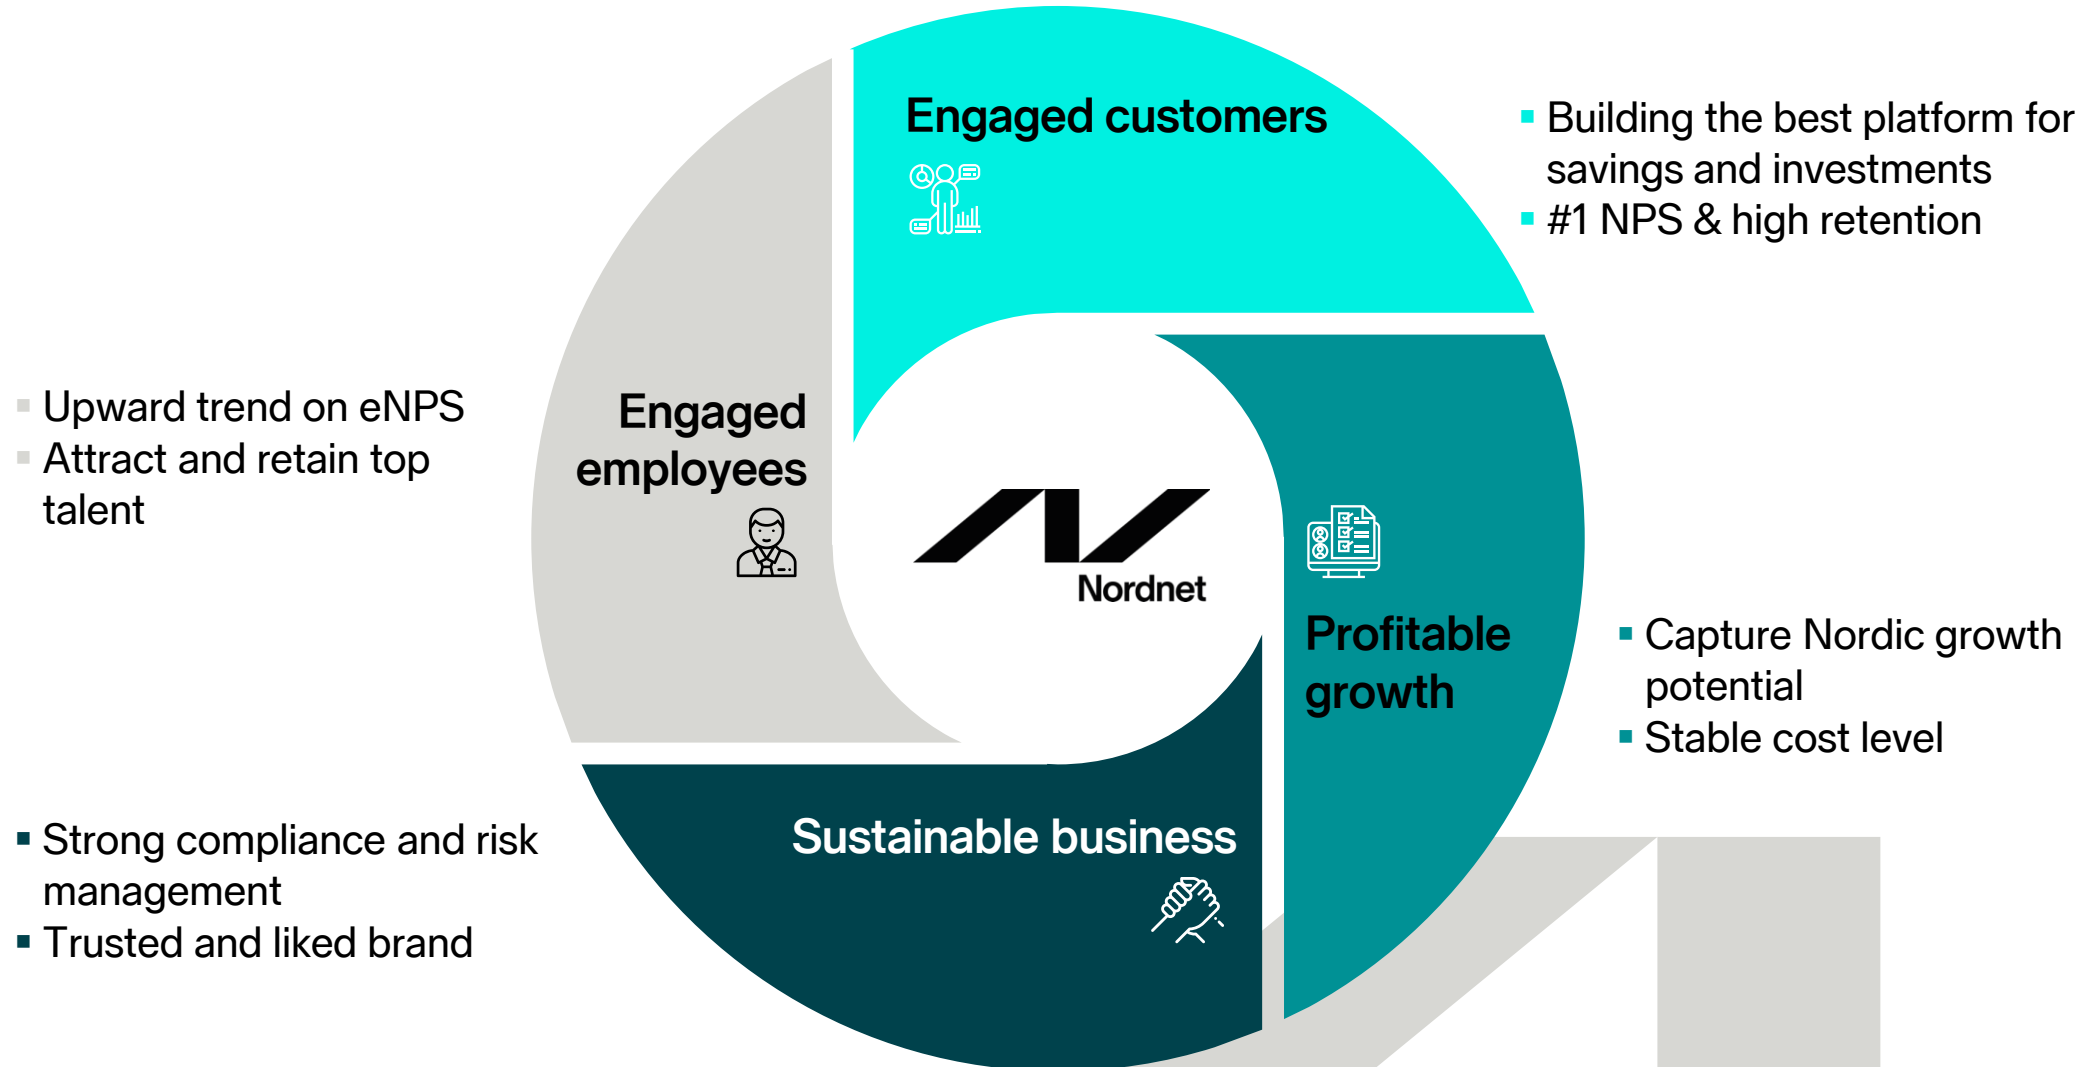 Engaged customers
▪ Building the best platform for
savings and investments
▪ #1 NPS & high retention
▪ Upward trend on eNPS
▪ Attract and retain top
talent
Engaged
employees
Nordnet
Profitable
growth
▪ Capture Nordic growth
potential
▪ Stable cost level
Sustainable business
▪ Strong compliance and risk
management
▪ Trusted and liked brand